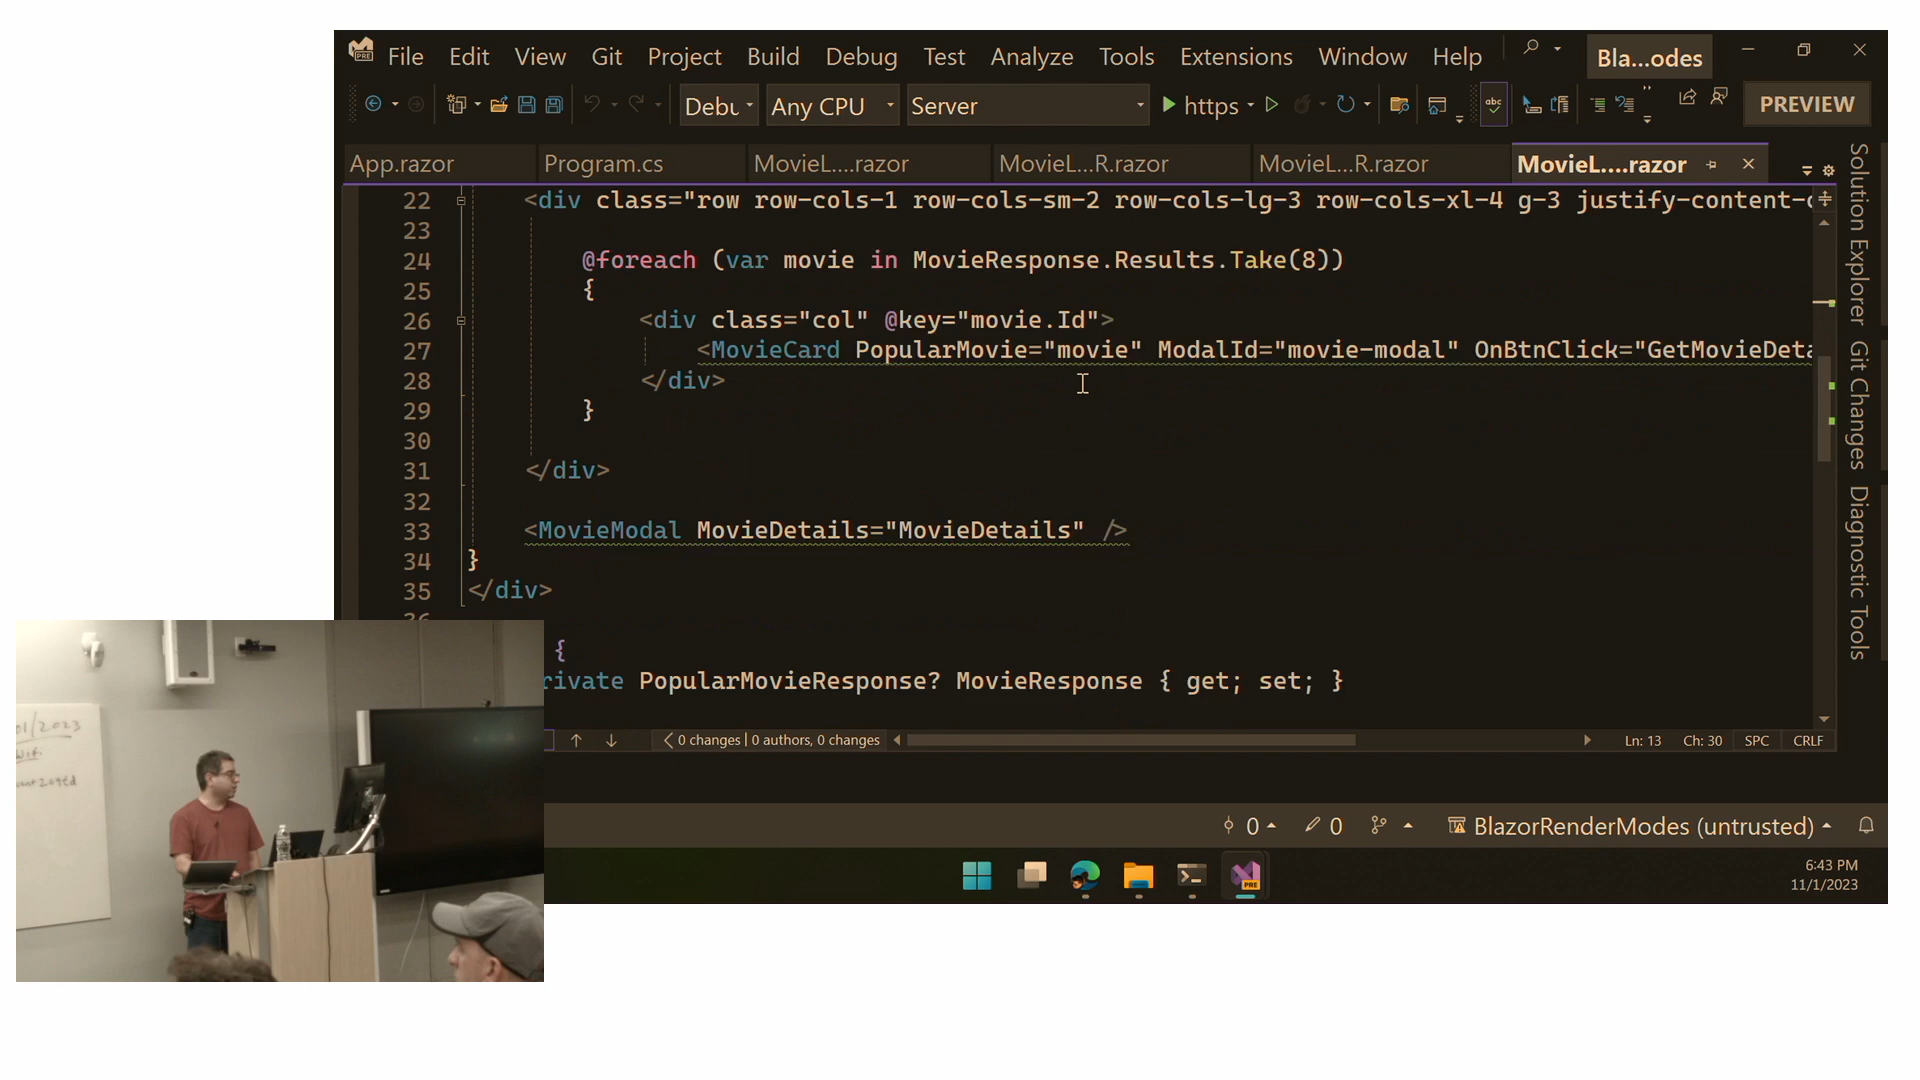 File Edit View Git Project Build Debug Test Analyze Tools Extensions Window Help Bla...odes
Debu Any CPU Server https abc PREVIEW
App.razor Program.cs MovieL....razor MovieL...R.razor MovieL...R.razor MovieL....razor
22 <div class="row row-cols-1 row-cols-sm-2 row-cols-lg-3 row-cols-xl-4 g-3 justify-content-
23
24 @foreach (var movie in MovieResponse.Results.Take(8))
25 {
26 <div class="col" @key="movie.Id">
27 <MovieCard PopularMovie="movie" ModalId="movie-modal" OnBtnClick="GetMovieDeta
28 </div>
29 }
30
31 </div>
32
33 <MovieModal MovieDetails="MovieDetails" />
34 }
35 </div>
{
rivate PopularMovieResponse? MovieResponse { get; set; }
0 changes | 0 authors, 0 changes Ln: 13 Ch: 30 SPC CRLF
Solution Explorer
Git Changes
Diagnostic Tools
0 0 BlazorRenderModes (untrusted)
PRE
PRE
6:43 PM
11/1/2023
01/2023
Wifi